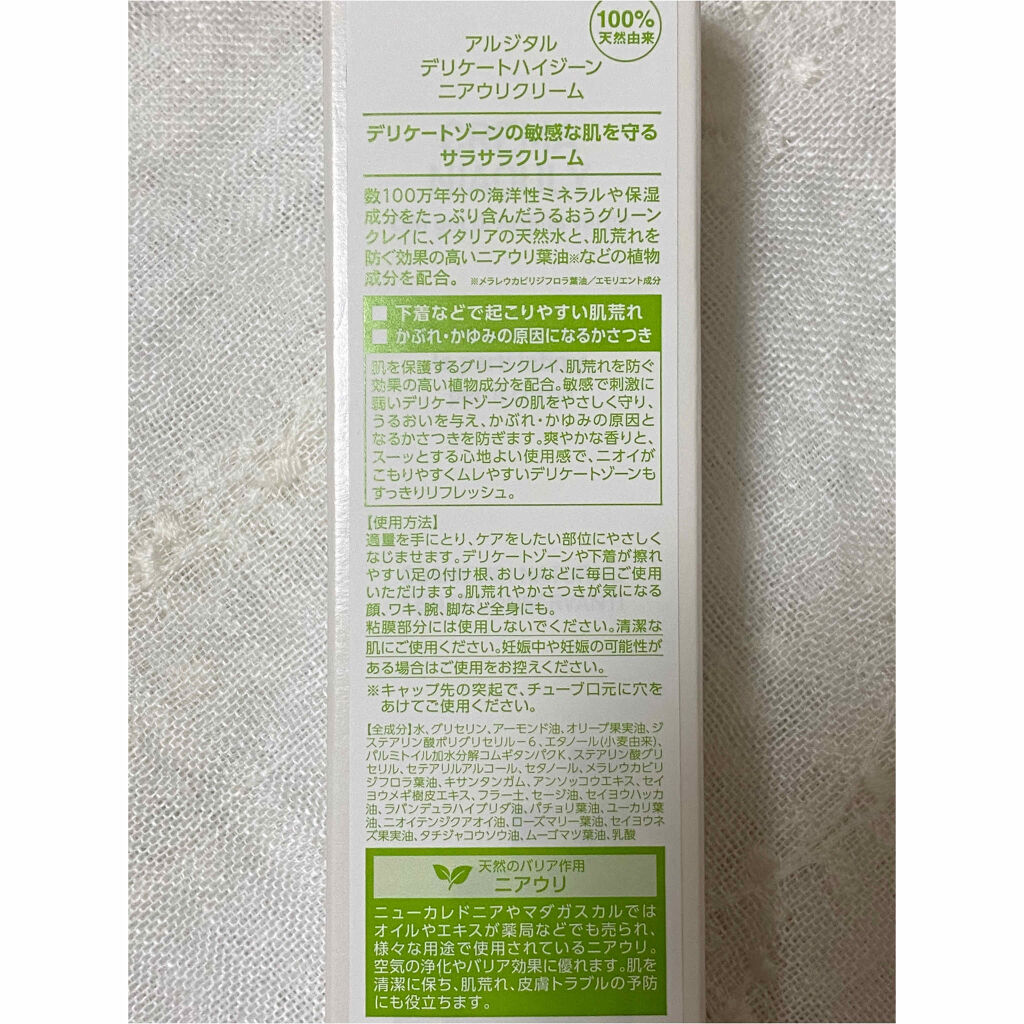 100%
天然由来
アルジタル
デリケートハイジーン
ニアウリクリーム
デリケートゾーンの敏感な肌を守る
サラサラクリーム
数100万年分の海洋性ミネラルや保湿
成分をたっぷり含んだうるおうグリーン
クレイに、イタリアの天然水と、肌荒れを
防ぐ効果の高いニアウリ葉油※などの植物
成分を配合。 ※メラレウカビリジフロラ葉油/エモリエント成分
■ 下着などで起こりやすい肌荒れ
■ かぶれ・かゆみの原因になるかさつき
肌を保護するグリーンクレイ、肌荒れを防ぐ
効果の高い植物成分を配合。敏感で刺激に
弱いデリケートゾーンの肌をやさしく守り、
うるおいを与え、かぶれ・かゆみの原因と
なるかさつきを防ぎます。爽やかな香りと、
スーッとする心地よい使用感で、ニオイが
こもりやすくムレやすいデリケートゾーンも
すっきりリフレッシュ。
【使用方法】
適量を手にとり、ケアをしたい部位にやさしく
なじませます。デリケートゾーンや下着が擦れ
やすい足の付け根、おしりなどに毎日ご使用
いただけます。肌荒れやかさつきが気になる
顔、ワキ、腕、脚など全身にも。
粘膜部分には使用しないでください。清潔な
肌にご使用ください。妊娠中や妊娠の可能性が
ある場合はご使用をお控えください。
※キャップ先の突起で、チューブ口元に穴を
あけてご使用ください。
【全成分】水、グリセリン、アーモンド油、オリーブ果実油、ジ
ステアリン酸ポリグリセリル－6、エタノール(小麦由来)、
パルミトイル加水分解コムギタンパクK、ステアリン酸グリ
セリル、セテアリルアルコール、セタノール、メラレウカビリ
ジフロラ葉油、キサンタンガム、アンソッコウエキス、セイ
ヨウメギ樹皮エキス、フラー土、セージ油、セイヨウハッカ
油、ラバンデュラハイブリダ油、パチョリ葉油、ユーカリ葉
油、ニオイテンジクアオイ油、ローズマリー葉油、セイヨウネ
ズ果実油、タチジャコウソウ油、ムーゴマツ葉油、乳酸
天然のバリア作用
ニアウリ
ニューカレドニアやマダガスカルでは
オイルやエキスが薬局などでも売られ、
様々な用途で使用されているニアウリ。
空気の浄化やバリア効果に優れます。肌を
清潔に保ち、肌荒れ、皮膚トラブルの予防
にも役立ちます。